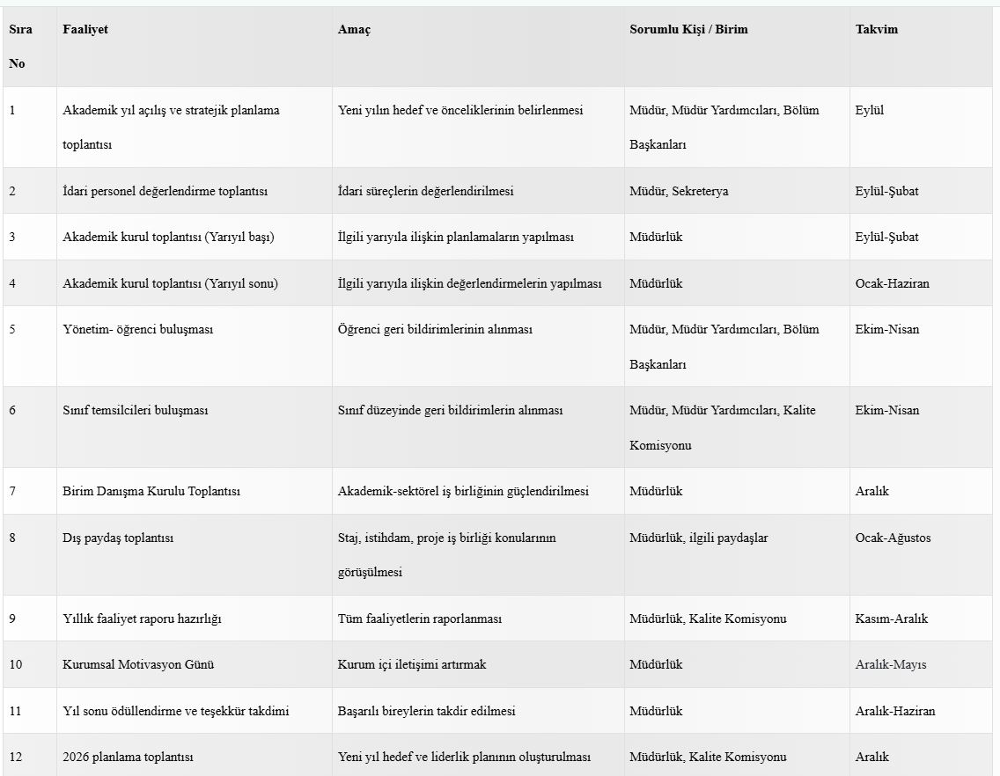 Sıra No | Faaliyet | Amaç | Sorumlu Kişi / Birim | Takvim
1 | Akademik yıl açılış ve stratejik planlama toplantısı | Yeni yılın hedef ve önceliklerinin belirlenmesi | Müdür, Müdür Yardımcıları, Bölüm Başkanları | Eylül
2 | İdari personel değerlendirme toplantısı | İdari süreçlerin değerlendirilmesi | Müdür, Sekreterya | Eylül-Şubat
3 | Akademik kurul toplantısı (Yarıyıl başı) | İlgili yarıyıla ilişkin planlamaların yapılması | Müdürlük | Eylül-Şubat
4 | Akademik kurul toplantısı (Yarıyıl sonu) | İlgili yarıyıla ilişkin değerlendirmelerin yapılması | Müdürlük | Ocak-Haziran
5 | Yönetim- öğrenci buluşması | Öğrenci geri bildirimlerinin alınması | Müdür, Müdür Yardımcıları, Bölüm Başkanları | Ekim-Nisan
6 | Sınıf temsilcileri buluşması | Sınıf düzeyinde geri bildirimlerin alınması | Müdür, Müdür Yardımcıları, Kalite Komisyonu | Ekim-Nisan
7 | Birim Danışma Kurulu Toplantısı | Akademik-sektörel iş birliğinin güçlendirilmesi | Müdürlük | Aralık
8 | Dış paydaş toplantısı | Staj, istihdam, proje iş birliği konularının görüşülmesi | Müdürlük, ilgili paydaşlar | Ocak-Ağustos
9 | Yıllık faaliyet raporu hazırlığı | Tüm faaliyetlerin raporlanması | Müdürlük, Kalite Komisyonu | Kasım-Aralık
10 | Kurumsal Motivasyon Günü | Kurum içi iletişimi artırmak | Müdürlük | Aralık-Mayıs
11 | Yıl sonu ödüllendirme ve teşekkür takdimi | Başarılı bireylerin takdir edilmesi | Müdürlük | Aralık-Haziran
12 | 2026 planlama toplantısı | Yeni yıl hedef ve liderlik planının oluşturulması | Müdürlük, Kalite Komisyonu | Aralık